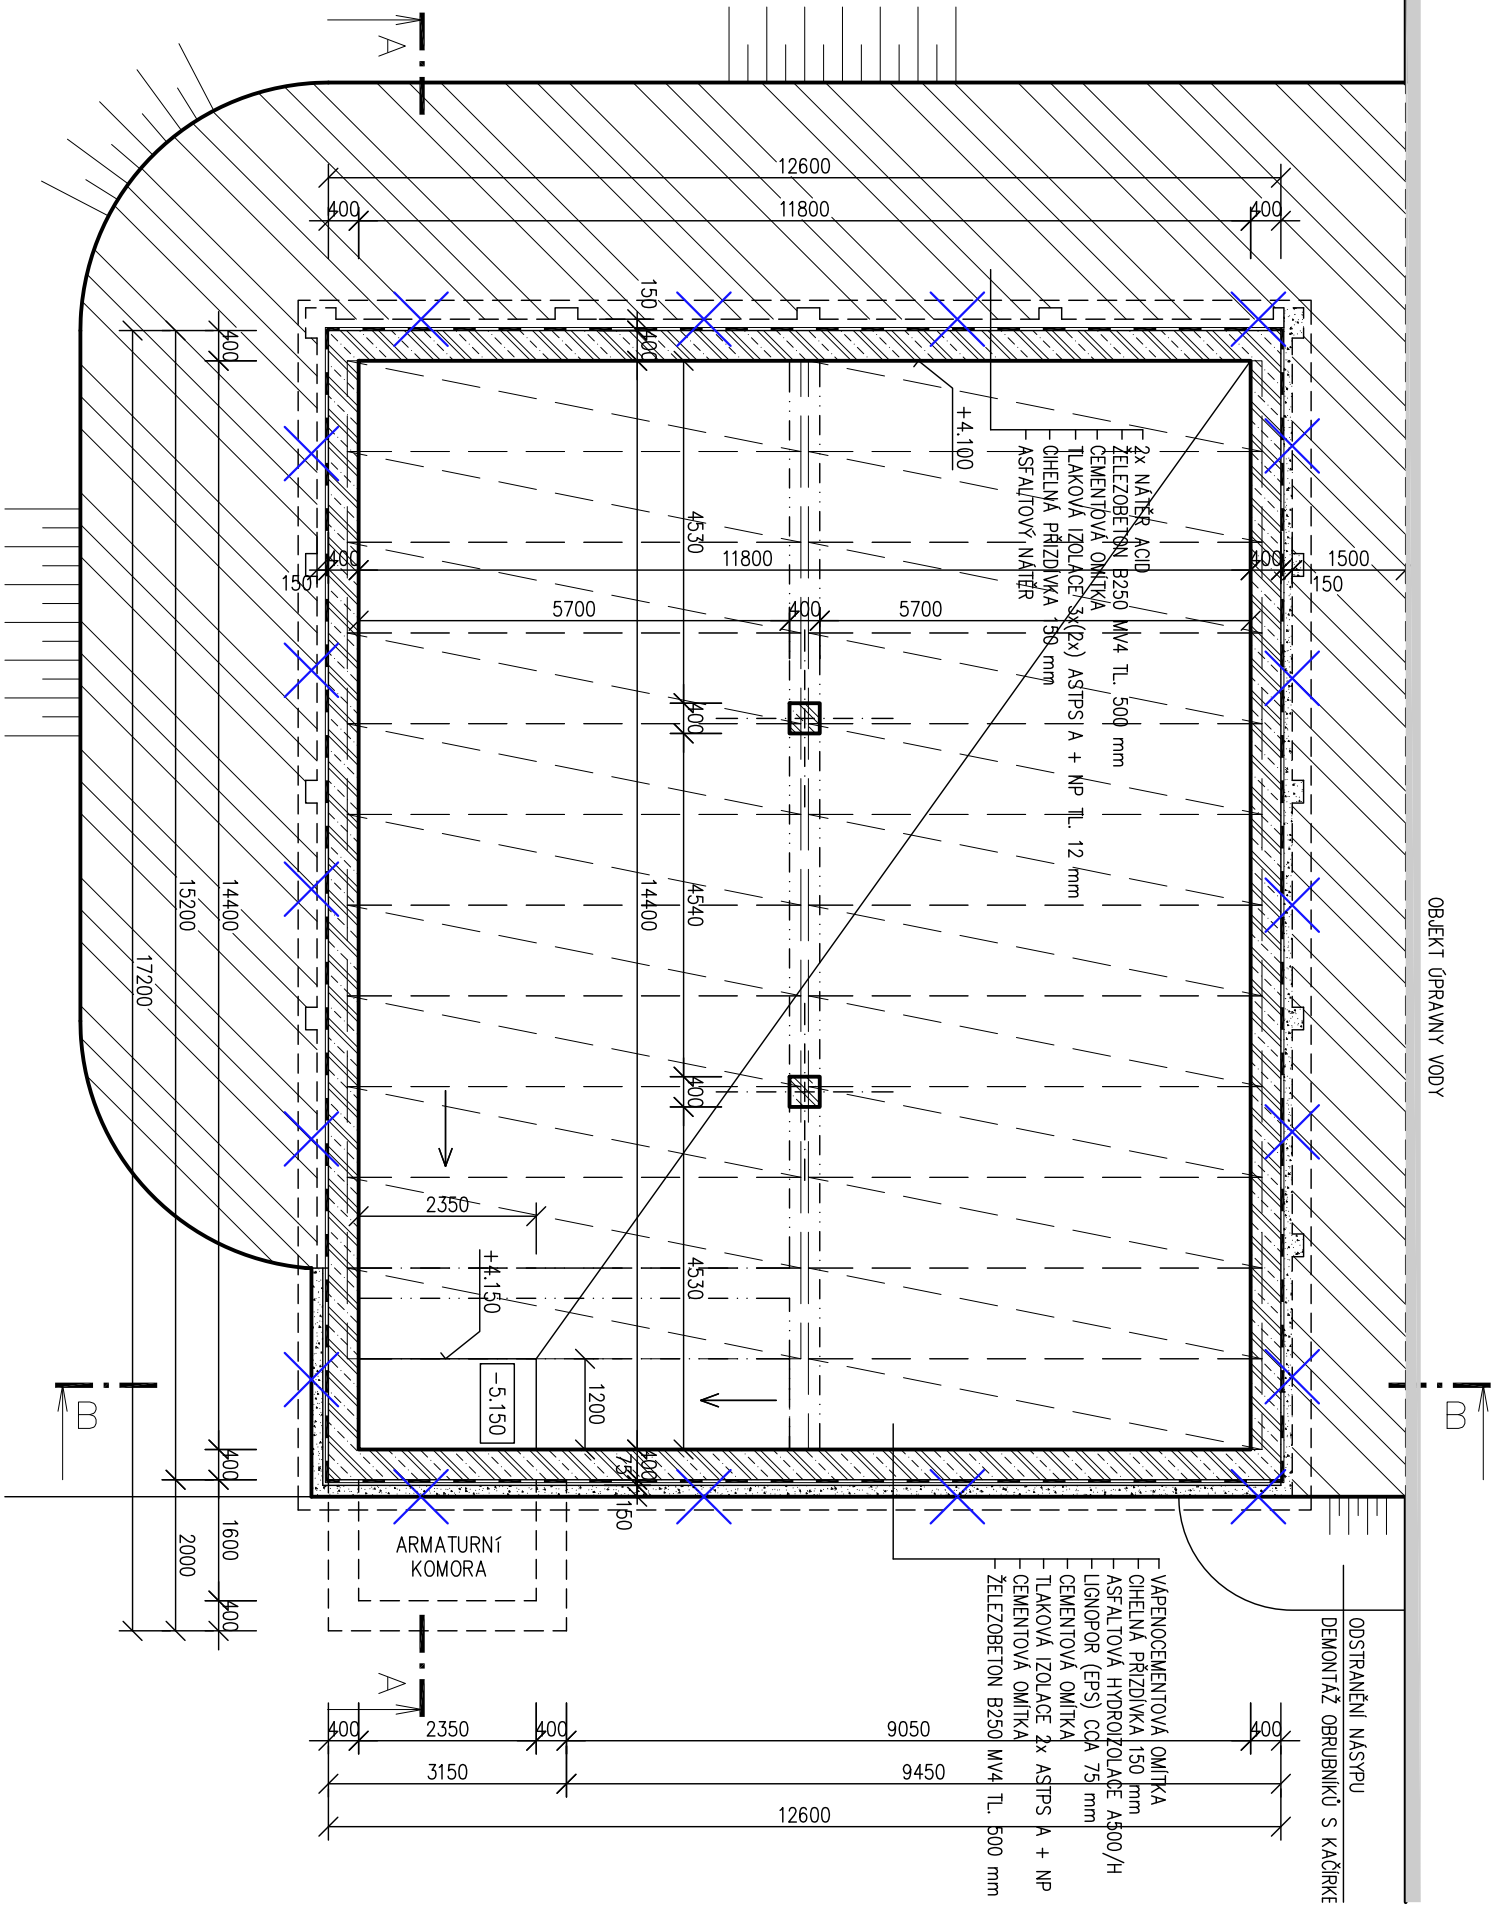 A
12600
400
11800
400
150
400
400
+4.100
2x NÁTĚR ACID
ŽELEZOBETON B250 MV4 TL. 500 mm
CEMENTOVÁ OMÍTKA
TLAKOVÁ IZOLACE 3x(2x) ASTPS A + NP TL. 12 mm
CIHELNÁ PŘIZDÍVKA 150 mm
ASFALTOVÝ NÁTĚR
4530
400
11800
400
1500
150
150
5700
400
5700
400
14400
15200
17200
4540
14400
OBJEKT ÚPRAVNY VODY
400
2350
4530
+4.150
-5.150
1200
B
B
400
400
75
150
1600
2000
400
ARMATURNÍ
KOMORA
VÁPENOCEMENTOVÁ OMÍTKA
CIHELNÁ PŘIZDÍVKA 150 mm
ASFALTOVÁ HYDROIZOLACE A500/H
LIGNOPOR (EPS) CCA 75 mm
CEMENTOVÁ OMÍTKA
TLAKOVÁ IZOLACE 2x ASTPS A + NP
CEMENTOVÁ OMÍTKA
ŽELEZOBETON B250 MV4 TL. 500 mm
ODSTRANĚNÍ NÁSYPU
DEMONTÁŽ OBRUBNÍKŮ S KAČÍRKE
A
400
2350
400
9050
400
3150
9450
12600